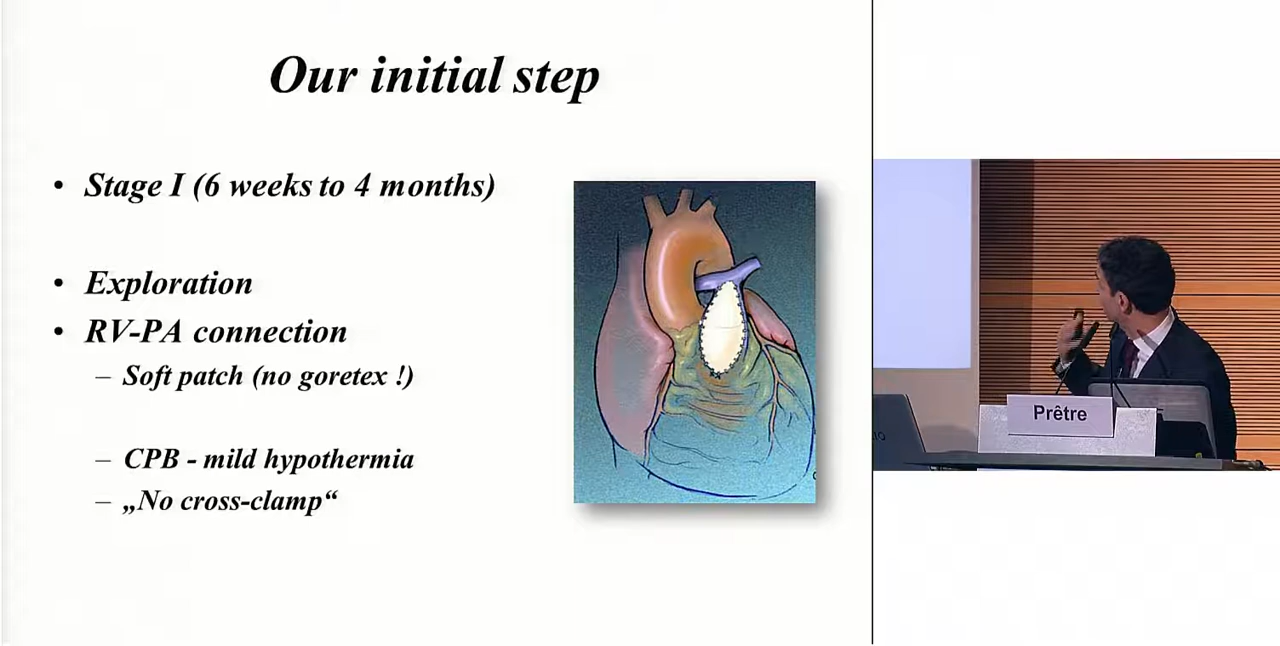 Our initial step
• Stage I (6 weeks to 4 months)
• Exploration
• RV-PA connection
– Soft patch (no goretex !)
– CPB - mild hypothermia
– „No cross-clamp“
Prêtre